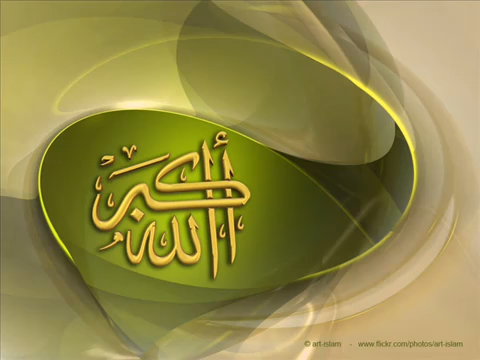 الله أكبر
© art-islam - www.flickr.com/photos/art-islam